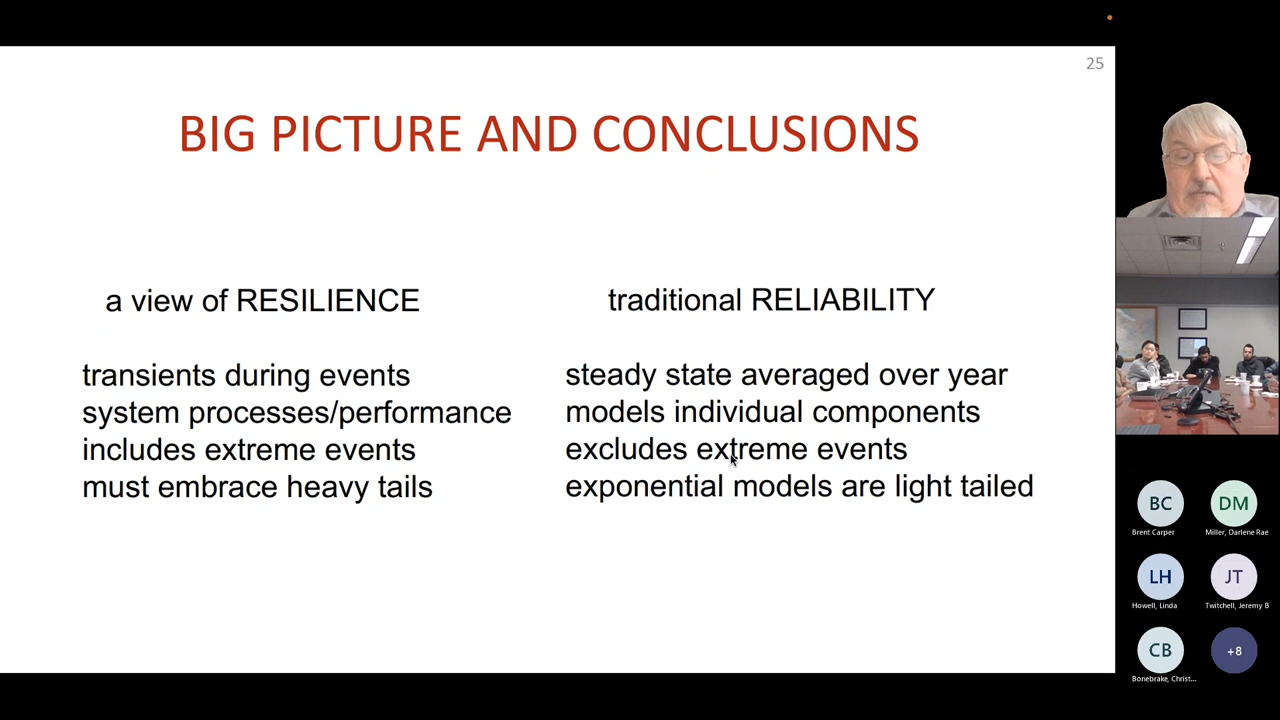 25
BIG PICTURE AND CONCLUSIONS
a view of RESILIENCE
transients during events
system processes/performance
includes extreme events
must embrace heavy tails
traditional RELIABILITY
steady state averaged over year
models individual components
excludes extreme events
exponential models are light tailed
BC
Brent Carper
DM
Miller, Darlene Rae
LH
Howell, Linda
JT
Twitchell, Jeremy B
CB
Bonebrake, Christ...
+8